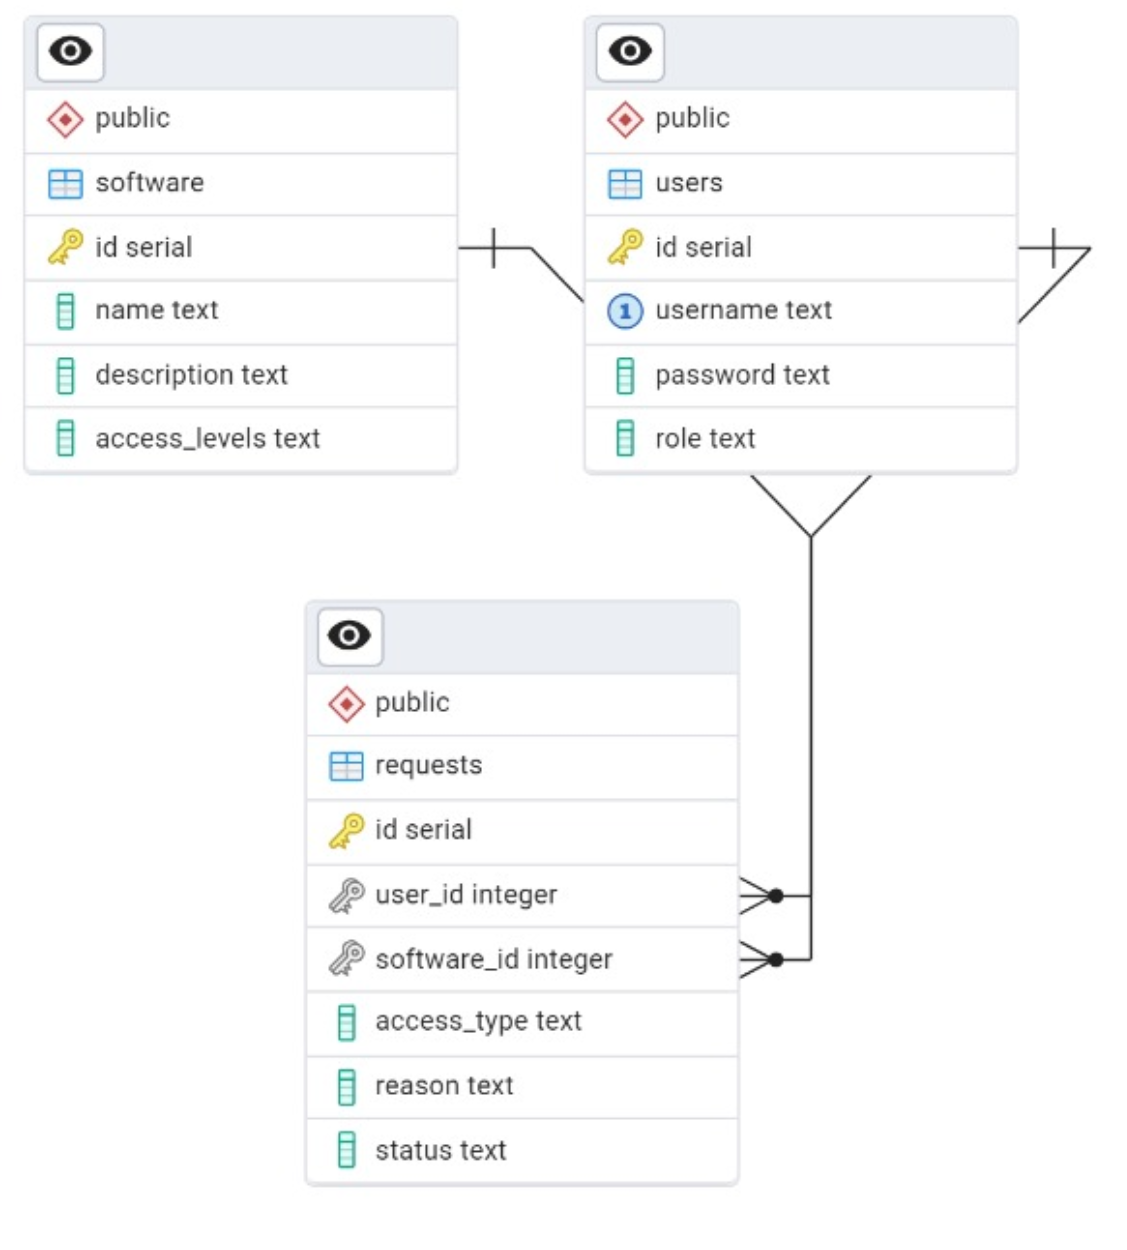 public
software
id serial
name text
description text
access_levels text
public
users
id serial
1 username text
password text
role text
public
requests
id serial
user_id integer
software_id integer
access_type text
reason text
status text